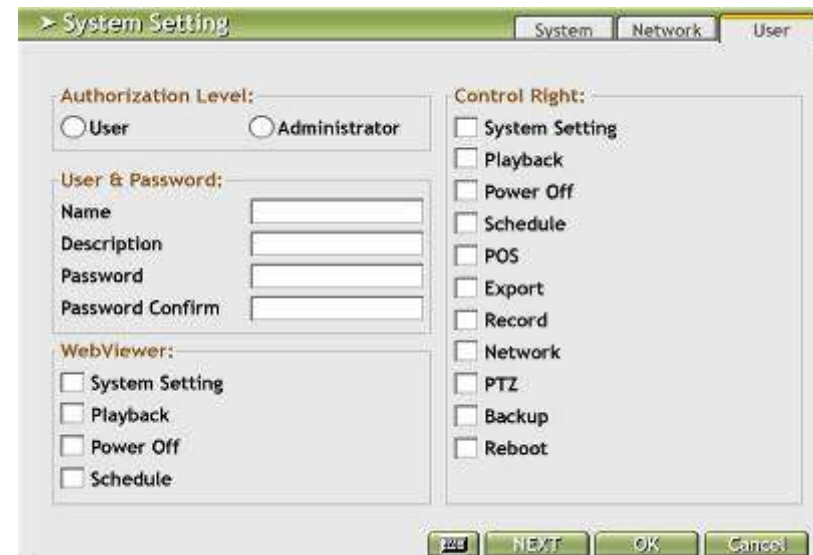 ➤ System Setting
System Network User
Authorization Level:
User Administrator
User & Password:
Name
Description
Password
Password Confirm
WebViewer:
System Setting
Playback
Power Off
Schedule
Control Right:
System Setting
Playback
Power Off
Schedule
POS
Export
Record
Network
PTZ
Backup
Reboot
NEXT OK Cancel